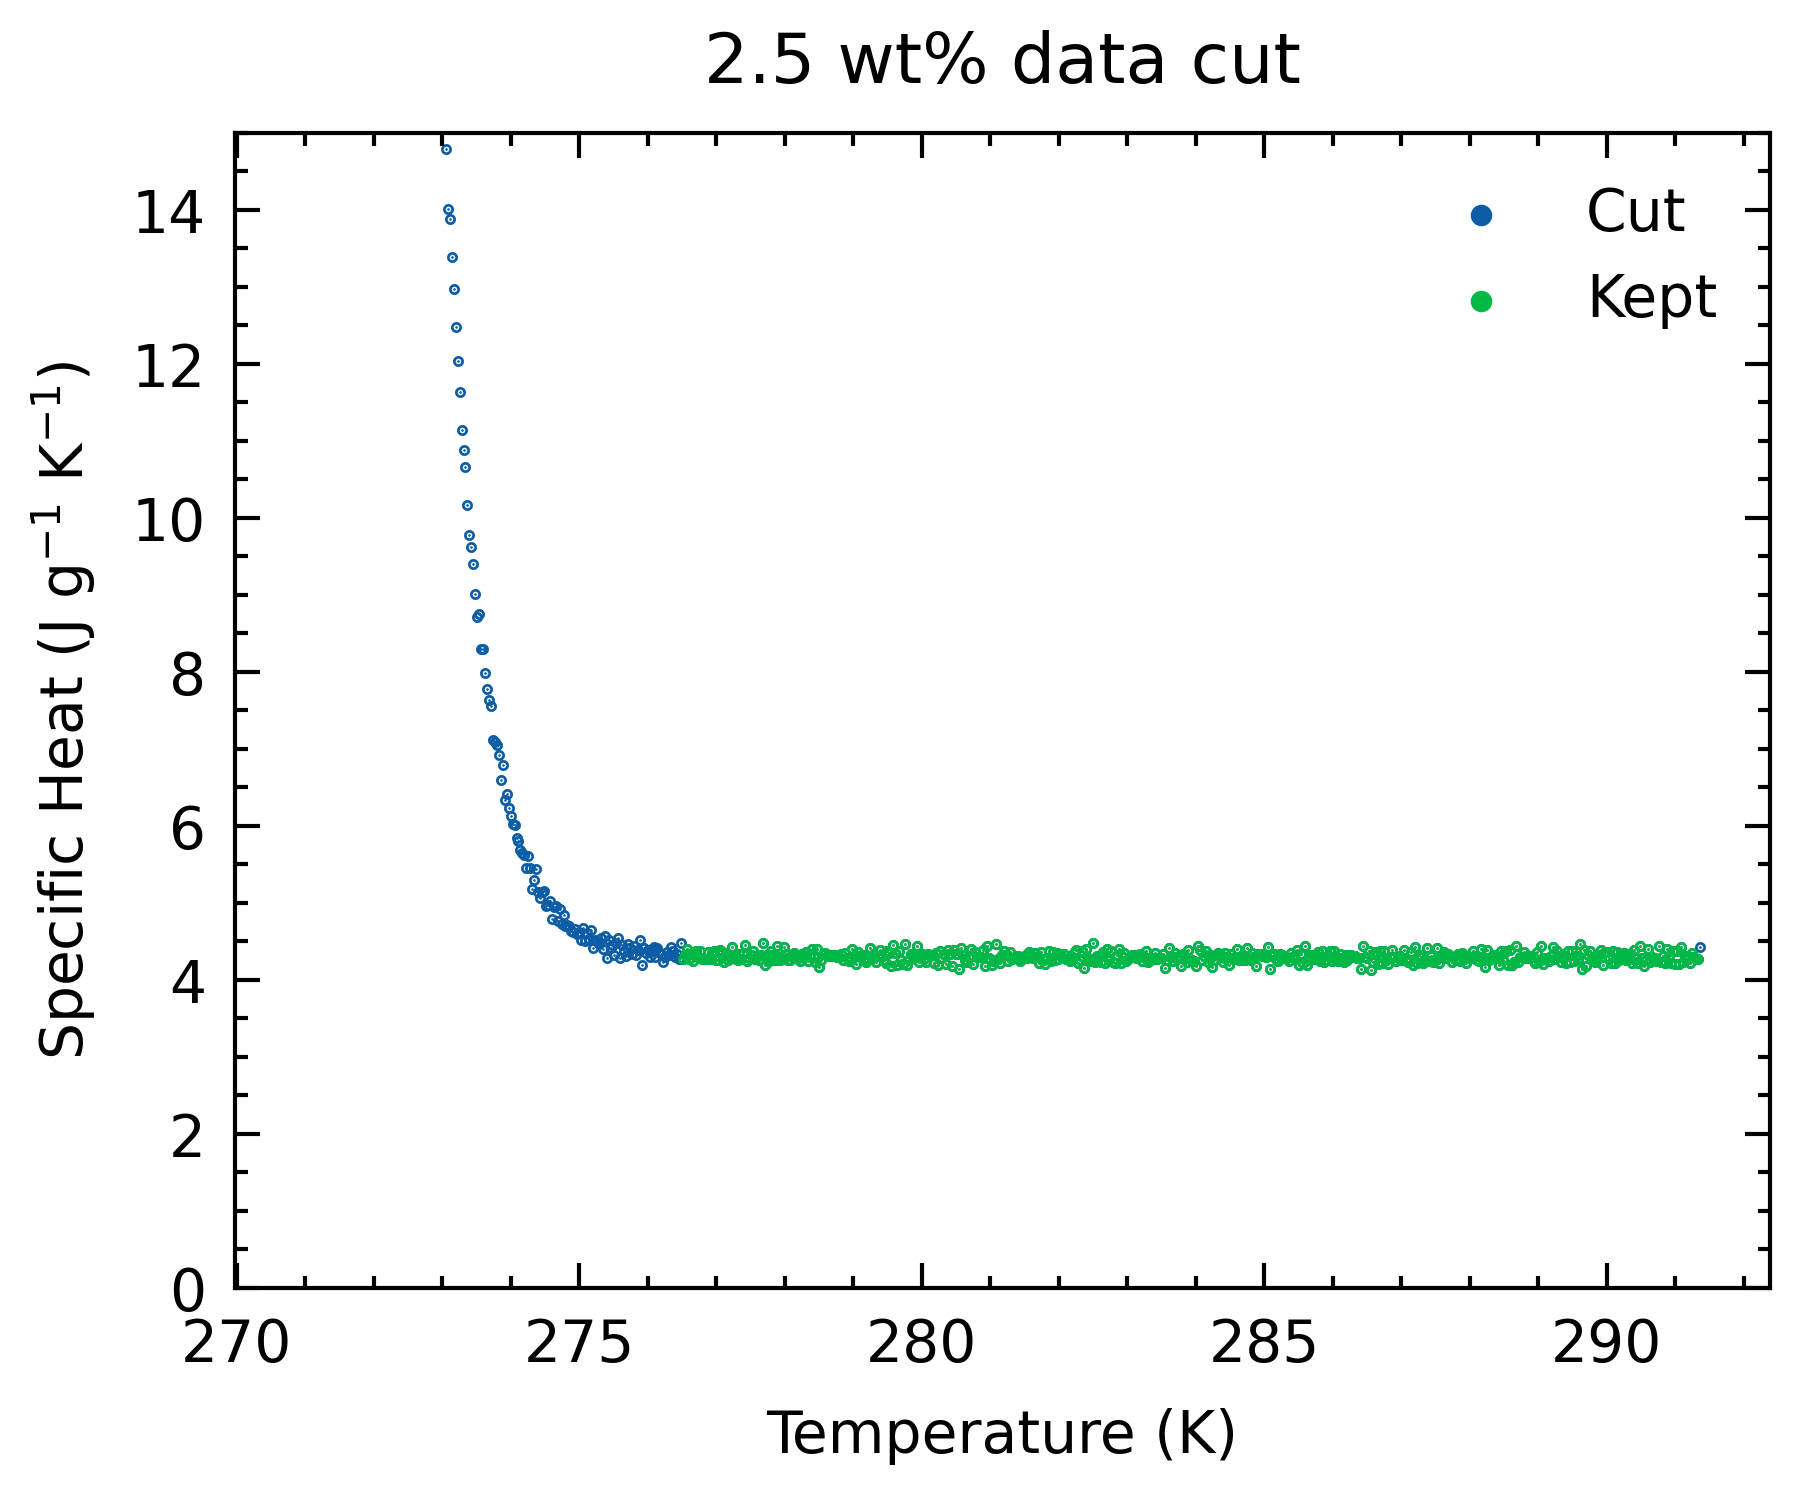 2.5 wt% data cut
Cut
Kept
14
12
10
8
6
4
2
0
270 275 280 285 290
Temperature (K)
Specific Heat (J g⁻¹ K⁻¹)